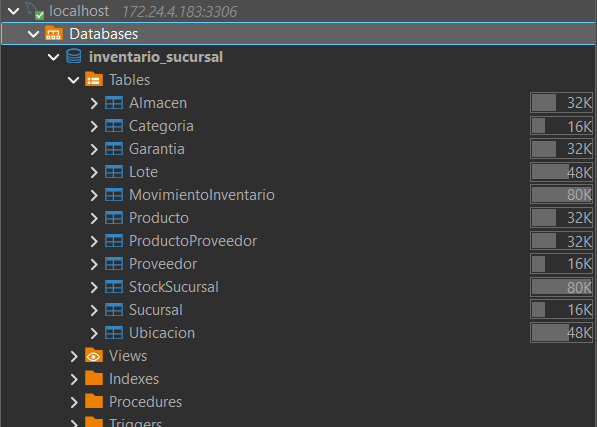 localhost 172.24.4.183:3306
Databases
inventario_sucursal
Tables
Almacen 32K
Categoria 16K
Garantia 32K
Lote 48K
MovimientoInventario 80K
Producto 32K
ProductoProveedor 32K
Proveedor 16K
StockSucursal 80K
Sucursal 16K
Ubicacion 48K
Views
Indexes
Procedures
Triggers